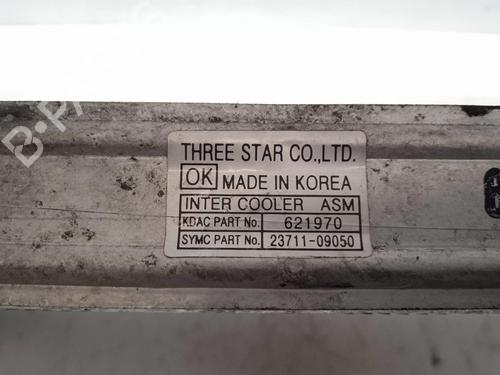 THREE STAR CO.,LTD.
OK MADE IN KOREA
INTER COOLER ASM
KDAC PART No. 621970
SYMC PART No. 23711-09050